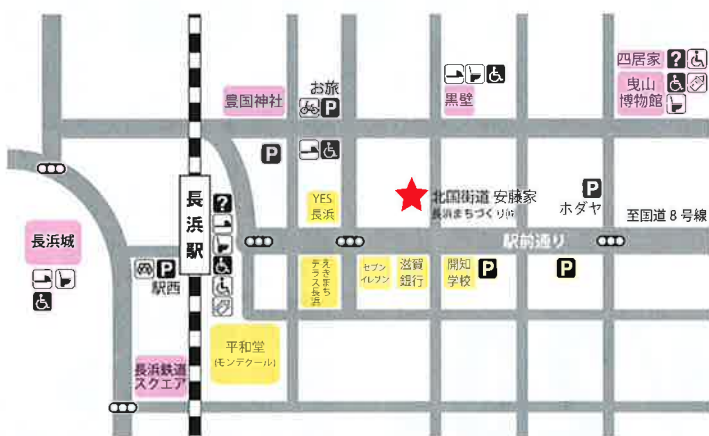 四居家 ?
曳山
博物館
お旅
P
豊国神社
黒壁
P
YES
長浜
北国街道 安藤家
長浜まちづくり㈱
P
ホダヤ
至国道8号線
長浜駅
?
長浜城
駅前通り
P
駅西
えきまち
テラス長浜
セブン
イレブン
滋賀
銀行
開知
学校
P
P
平和堂
(モンデクール)
長浜鉄道
スクエア